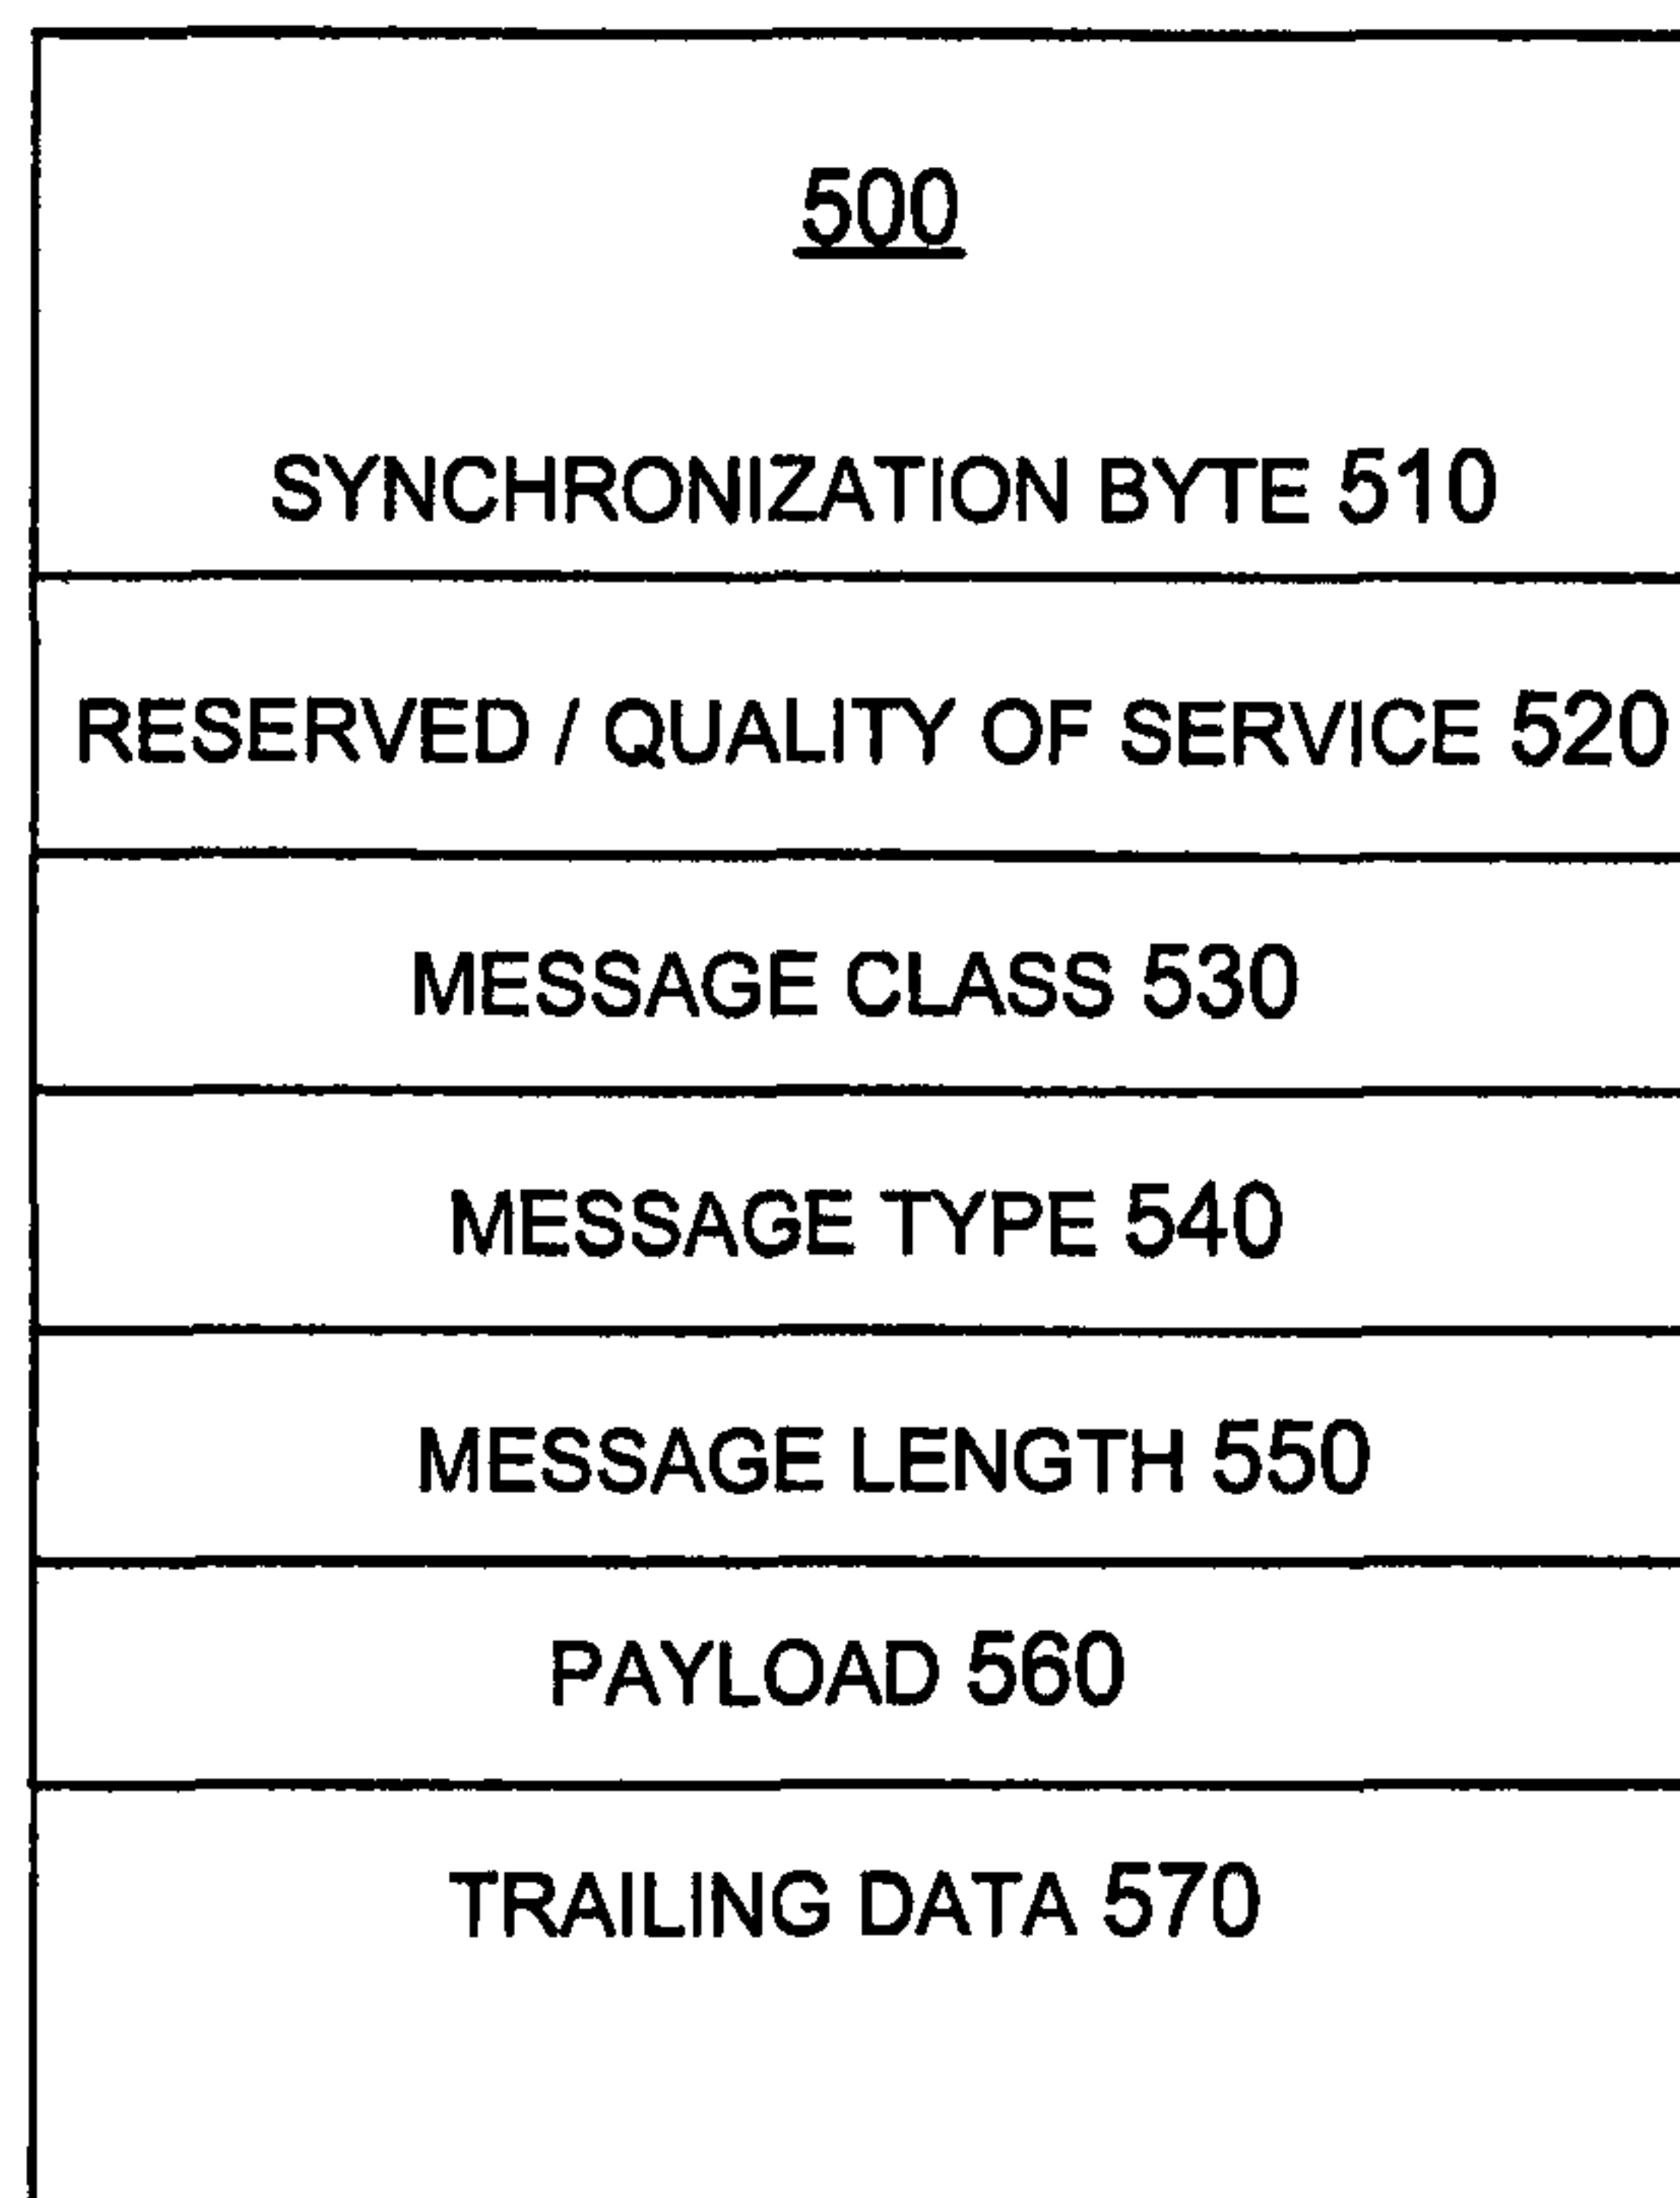 500
SYNCHRONIZATION BYTE 510
RESERVED / QUALITY OF SERVICE 520
MESSAGE CLASS 530
MESSAGE TYPE 540
MESSAGE LENGTH 550
PAYLOAD 560
TRAILING DATA 570